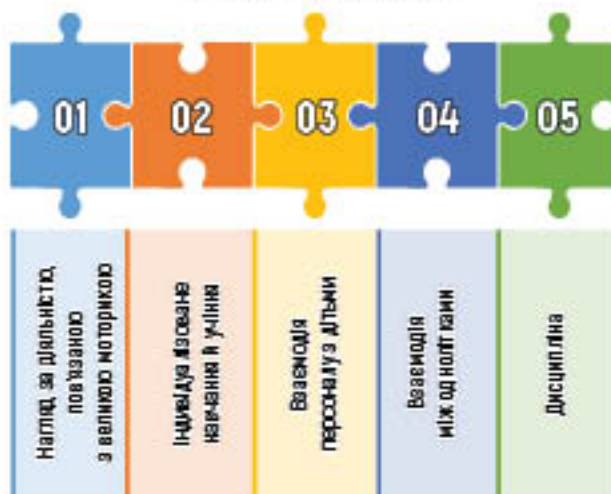 01
02
03
04
05
Нагляд за діяльністю,
пов'язаною
з великою моторикою
Індивідуалізоване
навчання й учіння
Взаємодія
персоналу з дітьми
Взаємодія
між однолітками
Дисципліна